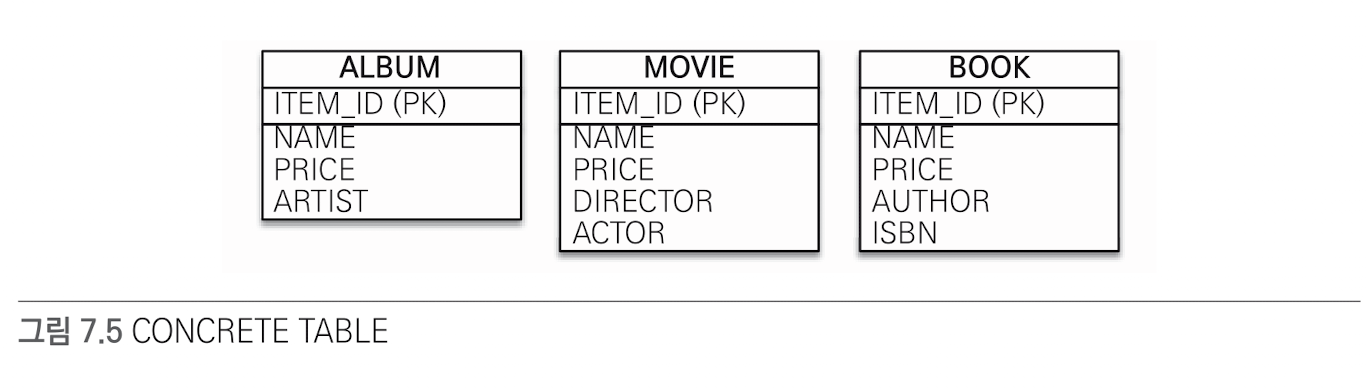 ALBUM
ITEM_ID (PK)
NAME
PRICE
ARTIST
MOVIE
ITEM_ID (PK)
NAME
PRICE
DIRECTOR
ACTOR
BOOK
ITEM_ID (PK)
NAME
PRICE
AUTHOR
ISBN
그림 7.5 CONCRETE TABLE